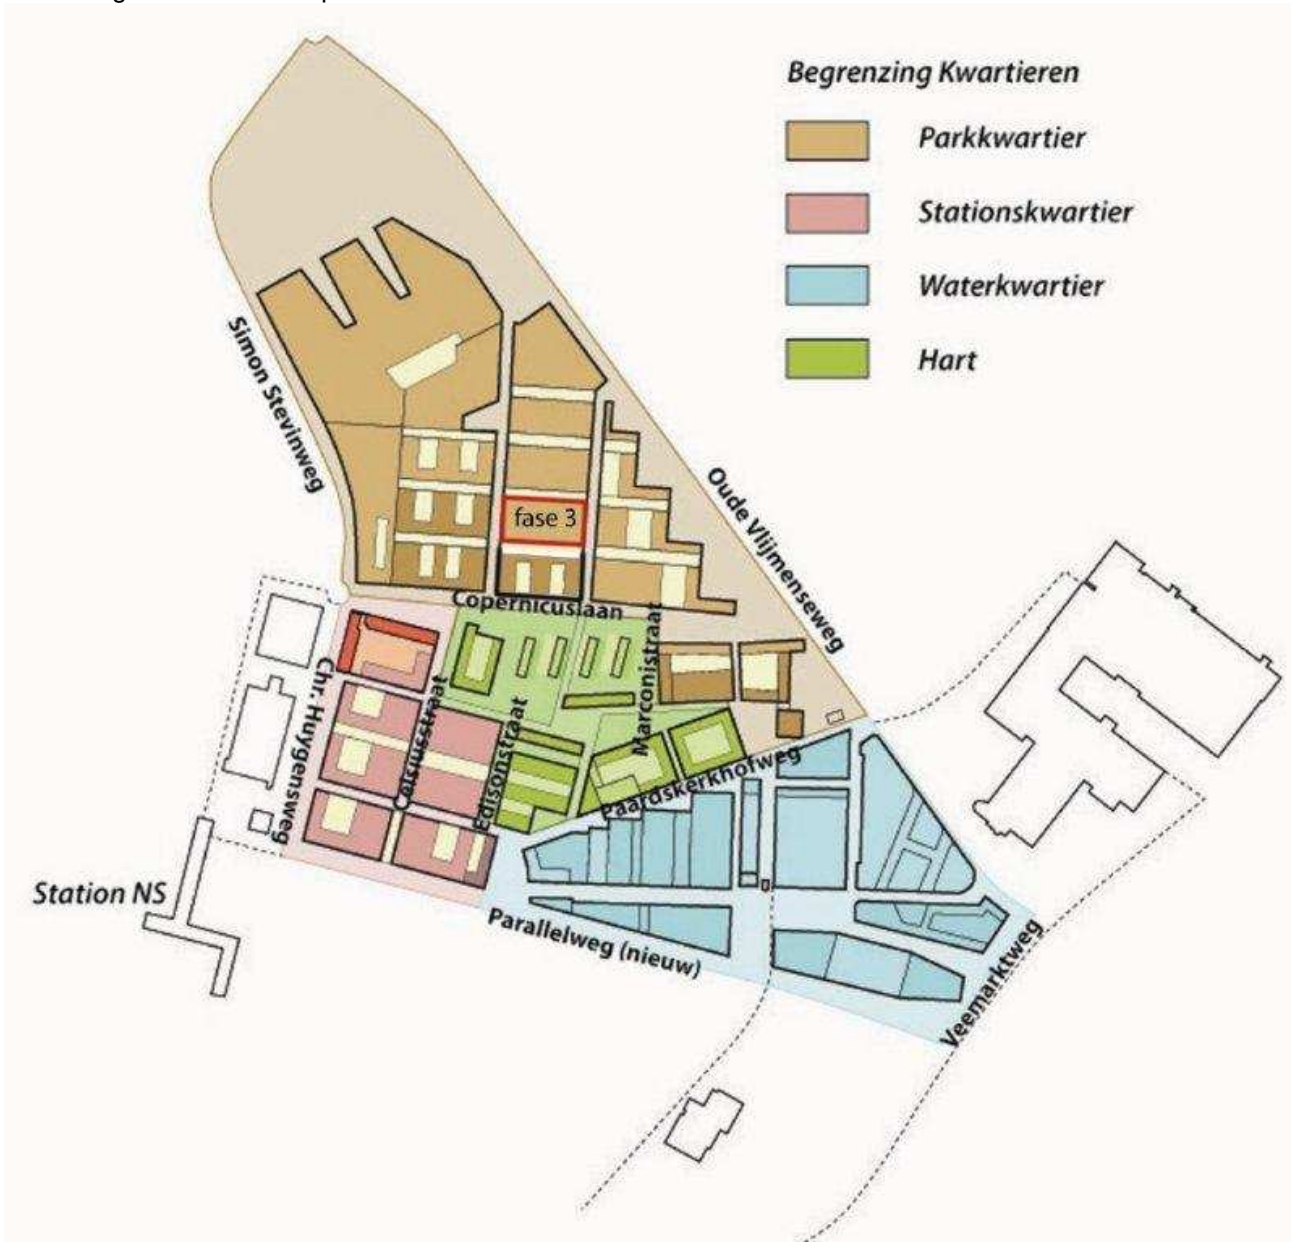 Begrenzing Kwartieren
Parkkwartier
Stationskwartier
Waterkwartier
Hart
Simon Stevinweg
Oude Vlijmenseweg
fase 3
Copernicuslaan
Marconistraat
Chr. Huygensweg
Celsiusstraat
Edisonstraat
Paardskerkhofweg
Station NS
Parallelweg (nieuw)
Veemarktweg